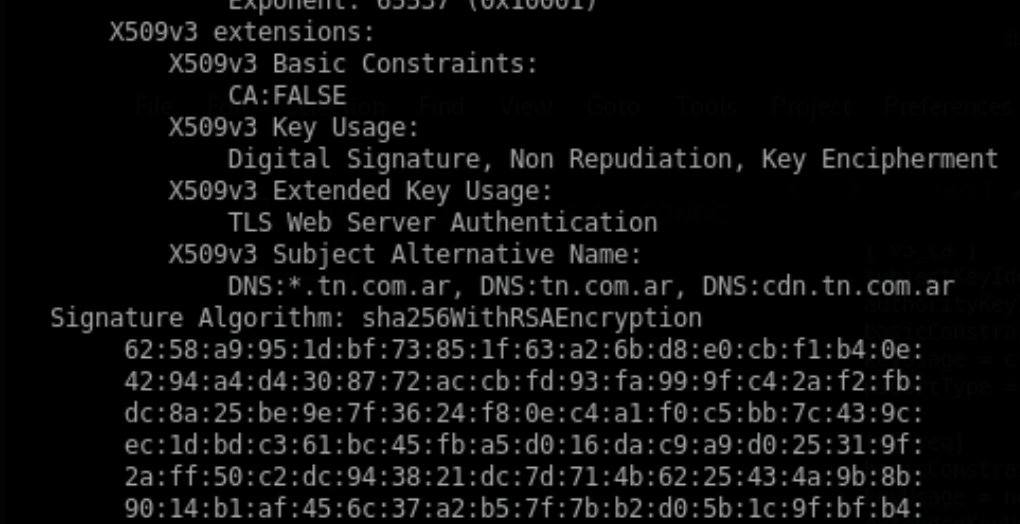 Exponent: 65537 (0x10001)
X509v3 extensions:
X509v3 Basic Constraints:
CA:FALSE
File Find View Goto Tools Project Preferences
X509v3 Key Usage:
Digital Signature, Non Repudiation, Key Encipherment
X509v3 Extended Key Usage:
TLS Web Server Authentication
X509v3 Subject Alternative Name:
DNS:*.tn.com.ar, DNS:tn.com.ar, DNS:cdn.tn.com.ar
Signature Algorithm: sha256WithRSAEncryption
62:58:a9:95:1d:bf:73:85:1f:63:a2:6b:d8:e0:cb:f1:b4:0e:
42:94:a4:d4:30:87:72:ac:cb:fd:93:fa:99:9f:c4:2a:f2:fb:
dc:8a:25:be:9e:7f:36:24:f8:0e:c4:a1:f0:c5:bb:7c:43:9c:
ec:1d:bd:c3:61:bc:45:fb:a5:d0:16:da:c9:a9:d0:25:31:9f:
2a:ff:50:c2:dc:94:38:21:dc:7d:71:4b:62:25:43:4a:9b:8b:
90:14:b1:af:45:6c:37:a2:b5:7f:7b:b2:d0:5b:1c:9f:bf:b4: